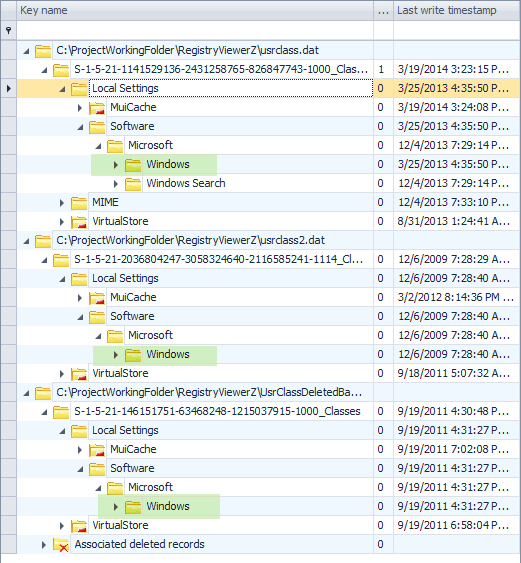 Key name ... Last write timestamp
C:\ProjectWorkingFolder\RegistryViewerZ\usrclass.dat
S-1-5-21-1141529136-2431258765-826847743-1000_Clas... 1 3/19/2014 3:23:15 P...
Local Settings 0 3/25/2013 4:35:50 P...
MuiCache 0 3/19/2014 3:24:08 P...
Software 0 3/25/2013 4:35:50 P...
Microsoft 0 12/4/2013 7:29:14 P...
Windows 0 3/25/2013 4:35:50 P...
Windows Search 0 12/4/2013 7:29:14 P...
MIME 0 12/4/2013 7:33:10 P...
VirtualStore 0 8/31/2013 1:24:41 A...
C:\ProjectWorkingFolder\RegistryViewerZ\usrclass2.dat
S-1-5-21-2036804247-3058324640-2116585241-1114_Cl... 0 12/6/2009 7:28:29 A...
Local Settings 0 12/6/2009 7:28:40 A...
MuiCache 0 3/2/2012 8:14:36 PM ...
Software 0 12/6/2009 7:28:40 A...
Microsoft 0 12/6/2009 7:28:40 A...
Windows 0 12/6/2009 7:28:40 A...
VirtualStore 0 9/18/2011 5:07:32 A...
C:\ProjectWorkingFolder\RegistryViewerZ\UsrClassDeletedBa...
S-1-5-21-146151751-63468248-1215037915-1000_Classes 0 9/19/2011 4:30:48 P...
Local Settings 0 9/19/2011 4:31:27 P...
MuiCache 0 9/19/2011 7:02:08 P...
Software 0 9/19/2011 4:31:27 P...
Microsoft 0 9/19/2011 4:31:27 P...
Windows 0 9/19/2011 4:31:27 P...
VirtualStore 0 9/19/2011 6:58:04 P...
Associated deleted records 0